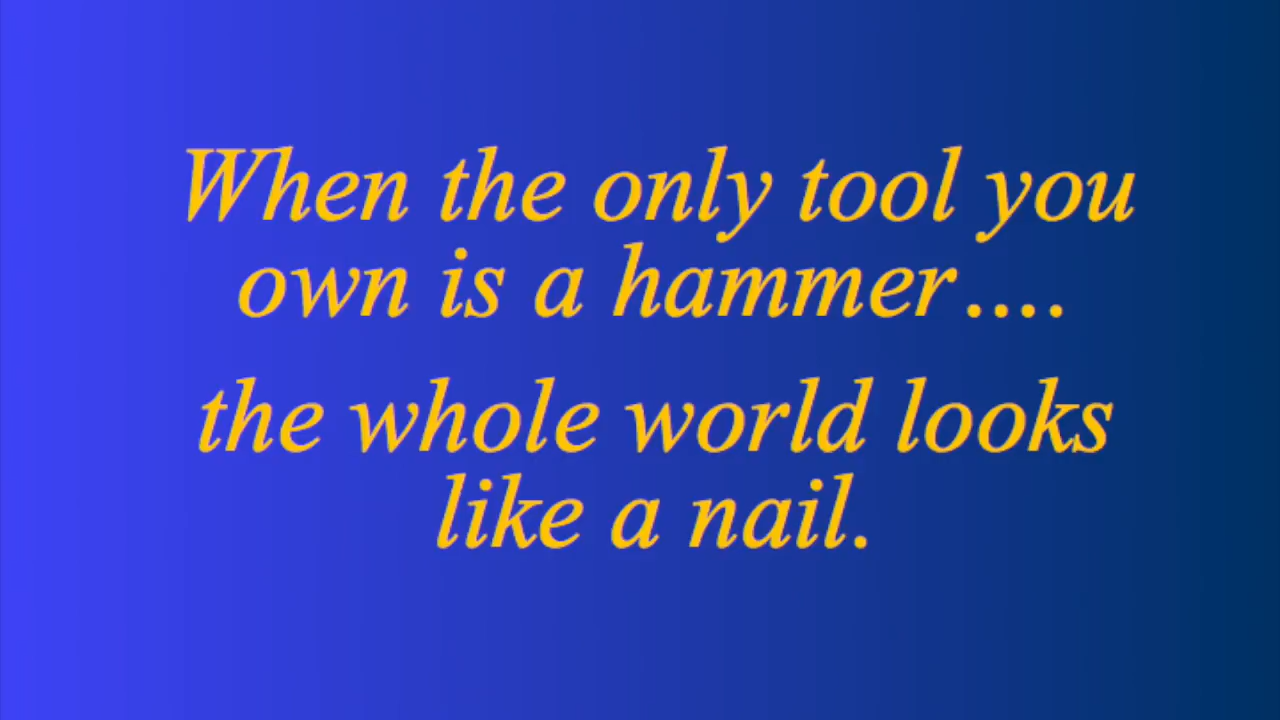 When the only tool you
own is a hammer....
the whole world looks
like a nail.